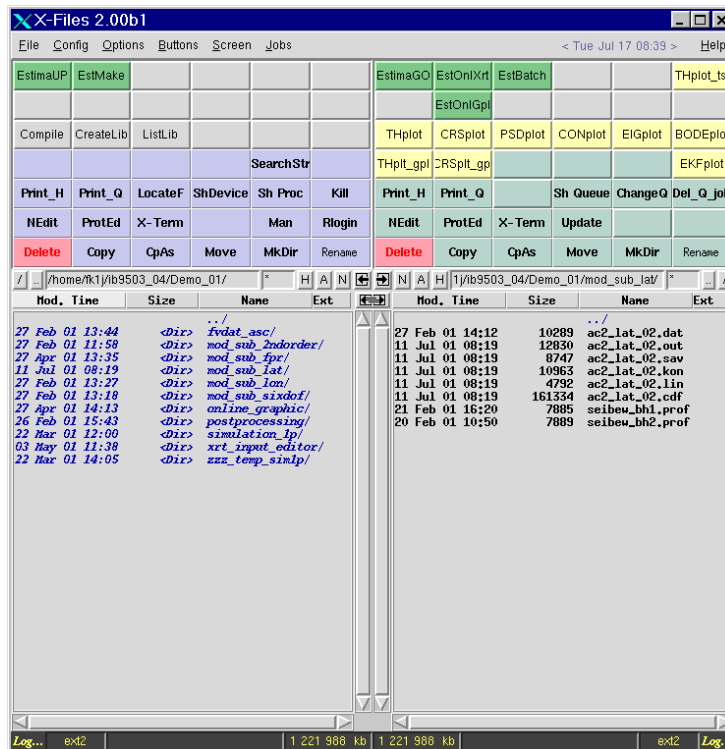 X-Files 2.00b1
File Config Options Buttons Screen Jobs < Tue Jul 17 08:39 > Help
EstimaUP EstMake EstimaGO EstOnlXrt EstBatch THplot_ts
EstOnlGpl
Compile CreateLib ListLib THplot CRSplot PSDplot CONplot EIGplot BODEplo
SearchStr THplt_gpl CRSplt_gp EKFplot
Print_H Print_Q LocateF ShDevice Sh Proc Kill Print_H Print_Q Sh Queue ChangeQ Del_Q_jo
NEdit ProtEd X-Term Man Rlogin NEdit ProtEd X-Term Update
Delete Copy CpAs Move MkDir Rename Delete Copy CpAs Move MkDir Rename
/ .. /home/fk1j/ib9503_04/Demo_01/ * H A N N A H 1j/ib9503_04/Demo_01/mod_sub_lat/ * .. /
Mod. Time Size Name Ext Mod. Time Size Name Ext
../ ../
27 Feb 01 13:44 <Dir> fvdat_asc/ 27 Feb 01 14:12 10289 ac2_lat_02.dat
27 Feb 01 11:58 <Dir> mod_sub_2ndorder/ 11 Jul 01 08:19 12830 ac2_lat_02.out
27 Apr 01 13:35 <Dir> mod_sub_fpr/ 11 Jul 01 08:19 8747 ac2_lat_02.sav
11 Jul 01 08:19 <Dir> mod_sub_lat/ 11 Jul 01 08:19 10963 ac2_lat_02.kon
27 Feb 01 13:27 <Dir> mod_sub_lon/ 11 Jul 01 08:19 4792 ac2_lat_02.lin
27 Feb 01 13:18 <Dir> mod_sub_sixdof/ 11 Jul 01 08:19 161334 ac2_lat_02.cdf
27 Apr 01 14:13 <Dir> online_graphic/ 21 Feb 01 16:20 7885 seibew_bh1.prof
26 Feb 01 15:43 <Dir> postprocessing/ 20 Feb 01 10:50 7889 seibew_bh2.prof
22 Mar 01 12:00 <Dir> simulation_1p/
03 May 01 11:38 <Dir> xrt_input_editor/
22 Mar 01 14:05 <Dir> zzz_temp_sim1p/
Log... ext2 1 221 988 kb 1 221 988 kb ext2 Log.